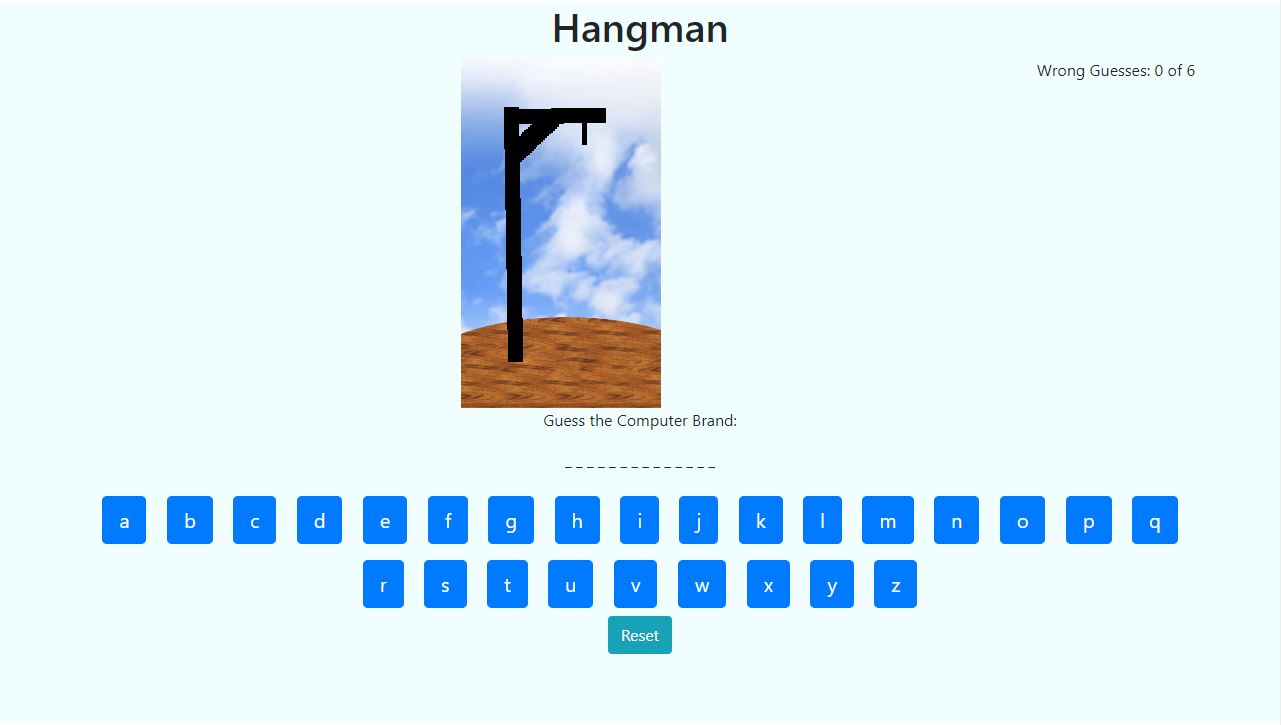 Hangman
Wrong Guesses: 0 of 6
Guess the Computer Brand:
_ _ _ _ _ _ _ _ _ _ _ _ _ _
a b c d e f g h i j k l m n o p q
r s t u v w x y z
Reset